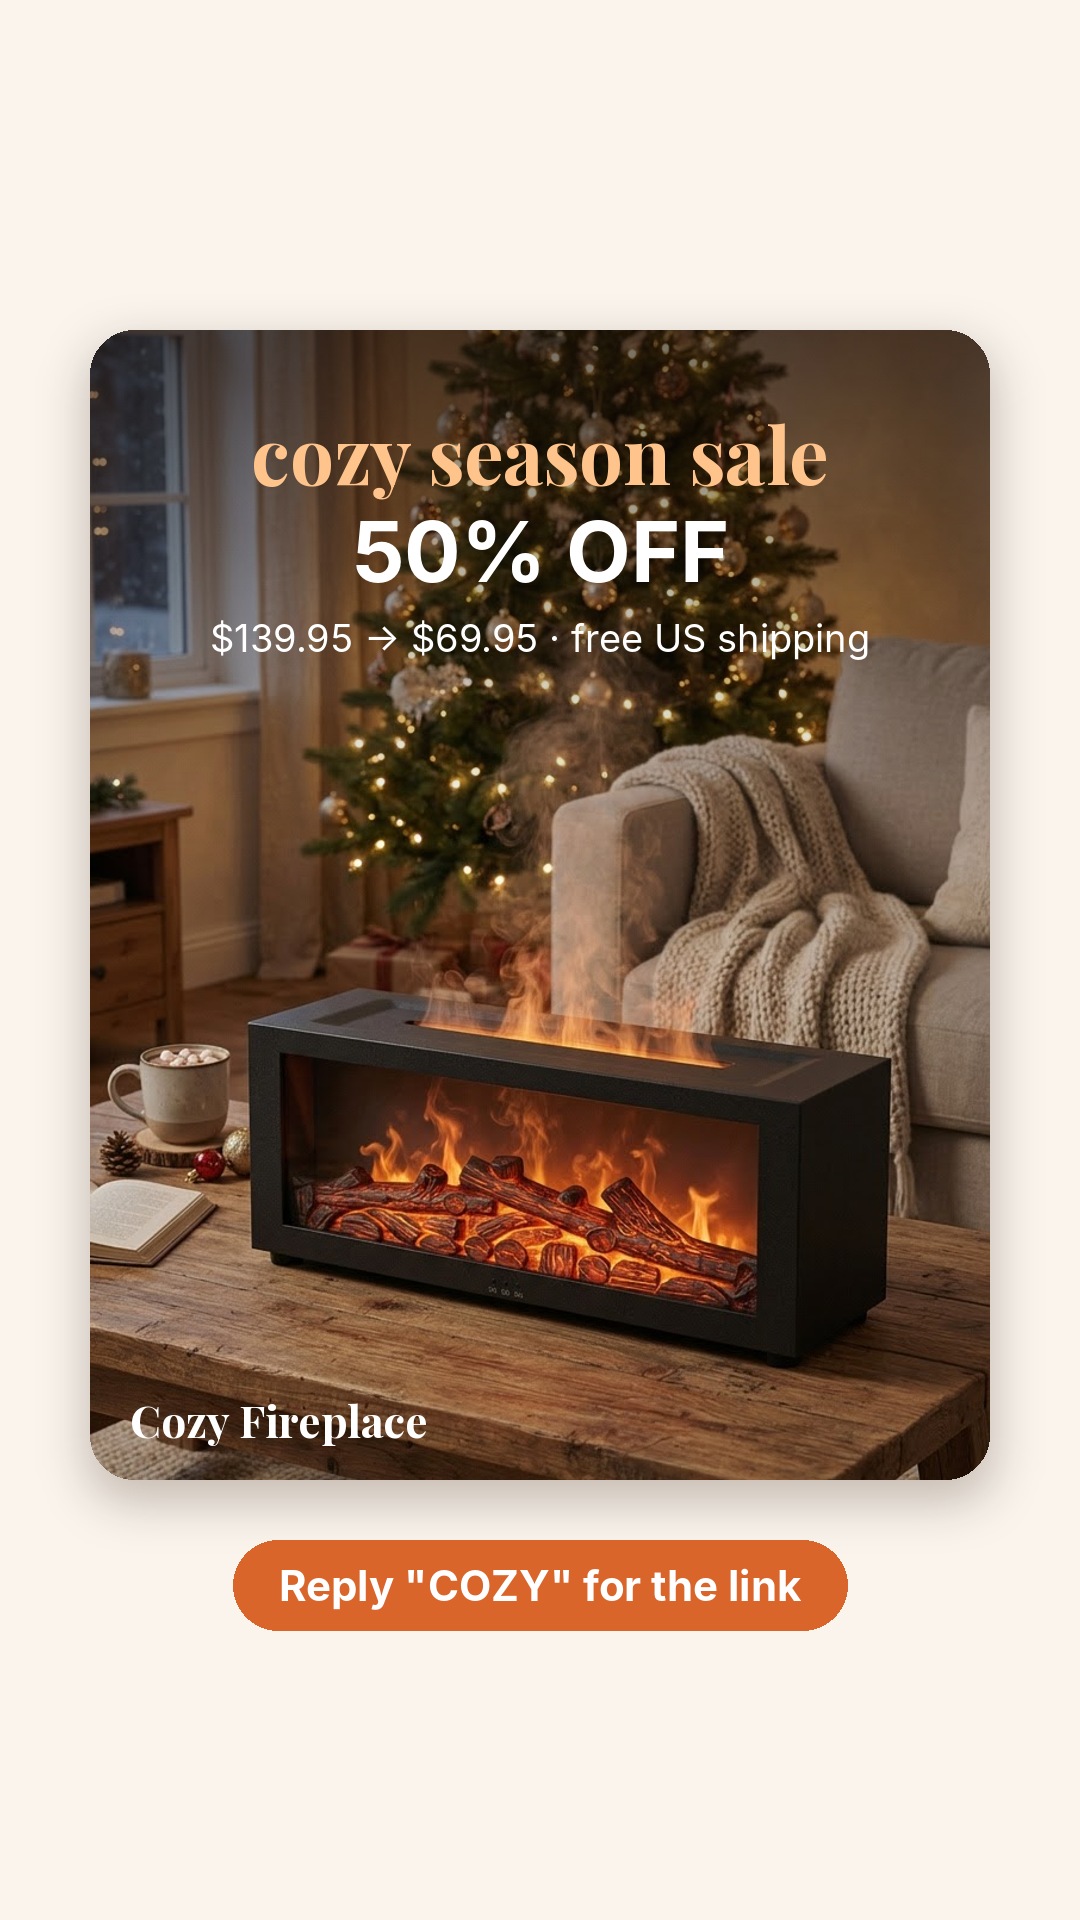 cozy season sale
50% OFF
$139.95 → $69.95 · free US shipping
Cozy Fireplace
Reply "COZY" for the link